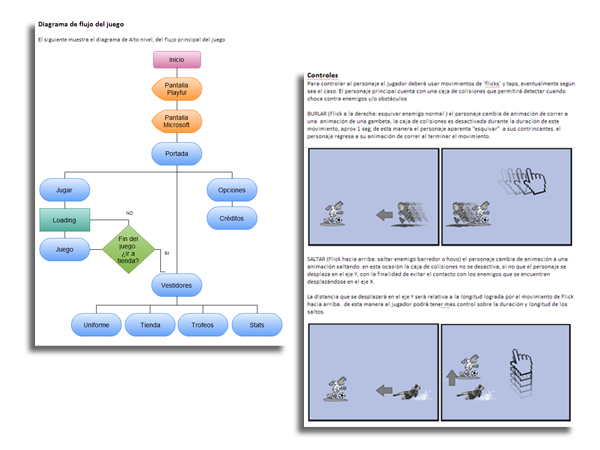 Diagrama de flujo del juego
El siguiente muestra el diagrama de Alto nivel, del flujo principal del juego
Inicio
Pantalla
Playful
Pantalla
Microsoft
Portada
Jugar
Opciones
Loading
Créditos
NO
Juego
Fin del
juego.
¿ir a
tienda?
SI
Vestidores
Uniforme
Tienda
Trofeos
Stats
Controles
Para controlar al personaje el jugador deberá usar movimientos de ¨flicks¨ y taps, eventualmente según
sea el caso. El personaje principal cuenta con una caja de colisiones que permitirá detectar cuando
choca contra enemigos y/o obstáculos
BURLAR (Flick a la derecha: esquivar enemigo normal ) el personaje cambia de animación de correr a
una animación de una gambeta, la caja de colisiones es desactivada durante la duración de este
movimiento, aprox 1 seg, de esta manera el personaje aparenta "esquivar" a sus contrincantes. el
personaje regresa a su animación de correr al terminar el movimiento.
SALTAR (Flick hacia arriba: saltar enemigo barredor o hoyo) el personaje cambia de animación a una
animación saltando. en esta ocasión la caja de colisiones no se desactiva, si no que el personaje se
desplaza en el eje Y, con la finalidad de evitar el contacto con los enemigos que se encuentran
desplazándose en el eje X.
La distancia que se desplazará en el eje Y será relativa a la longitud lograda por el movimiento de Flick
hacia arriba. de esta manera al jugador podrá tener mas control sobre la duración y longitud de los
saltos.